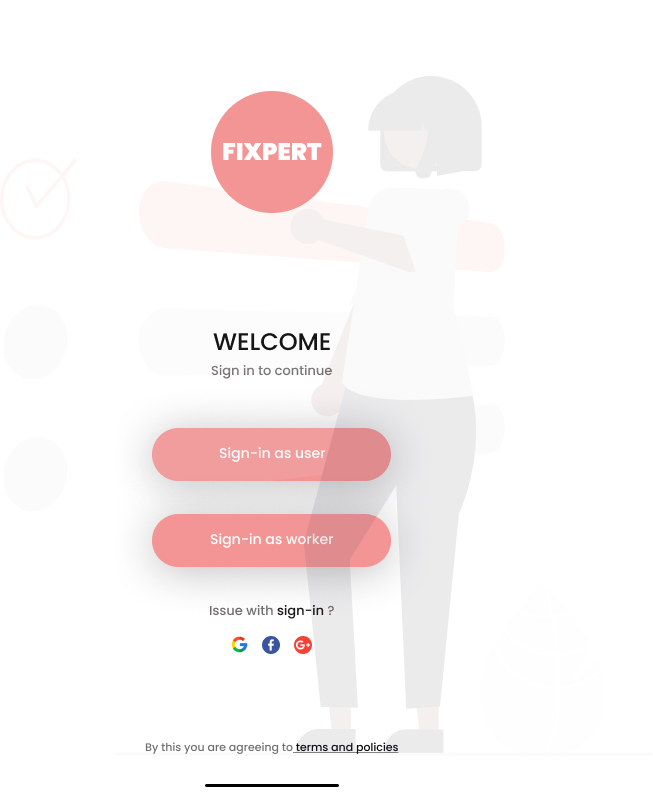 FIXPERT
WELCOME
Sign in to continue
Sign-in as user
Sign-in as worker
Issue with sign-in ?
By this you are agreeing to terms and policies